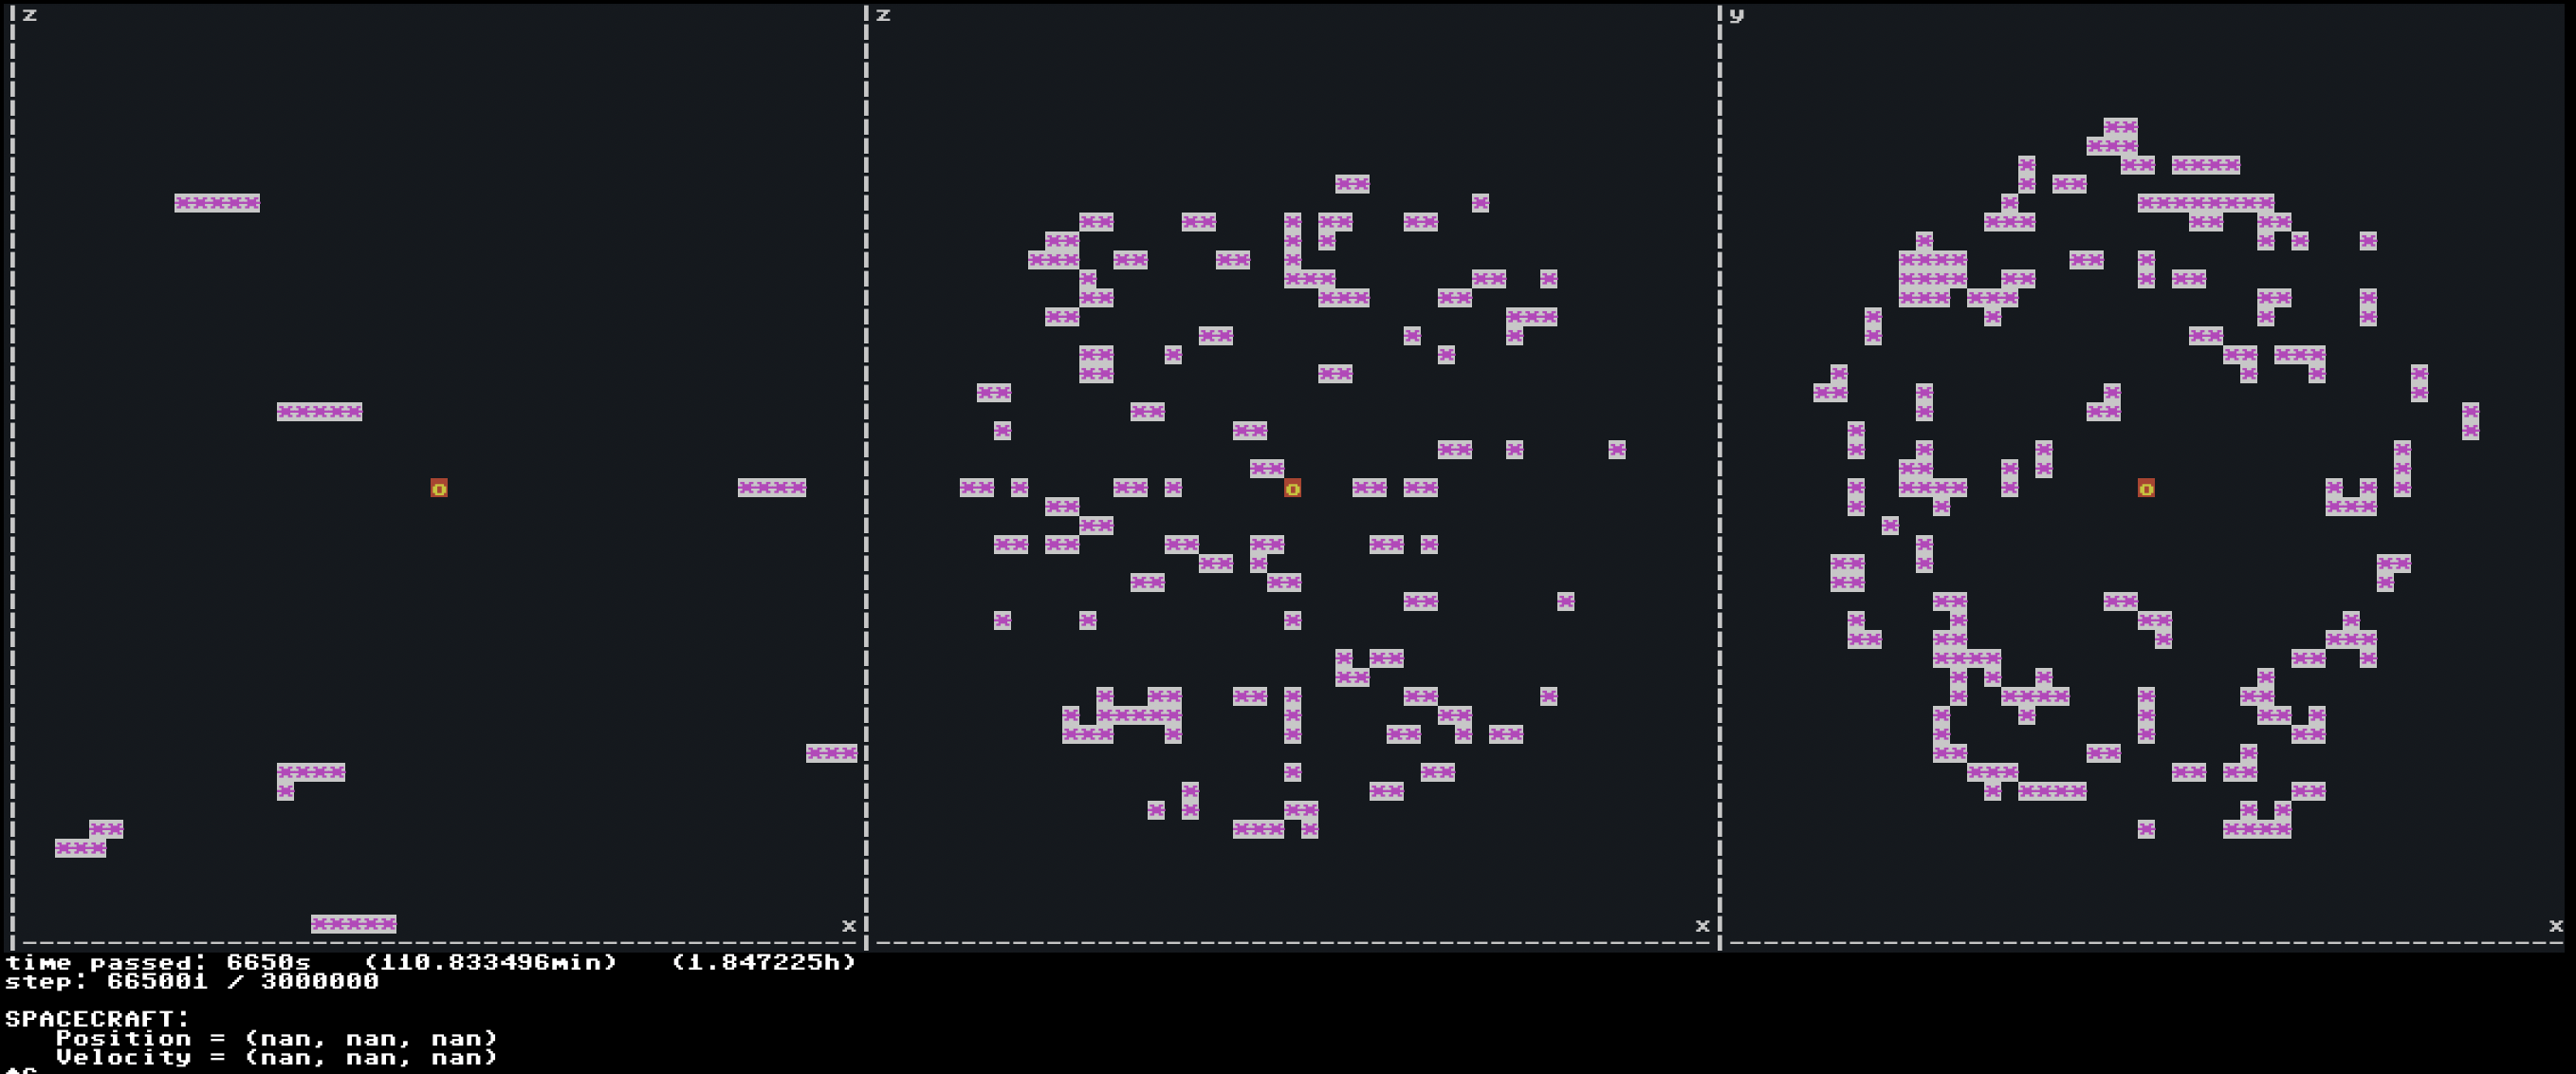 z
z
y
o
o
o
x
x
x
time passed: 6650s (110.833496min) (1.847225h)
step: 665001 / 3000000
SPACECRAFT:
Position = (nan, nan, nan)
Velocity = (nan, nan, nan)